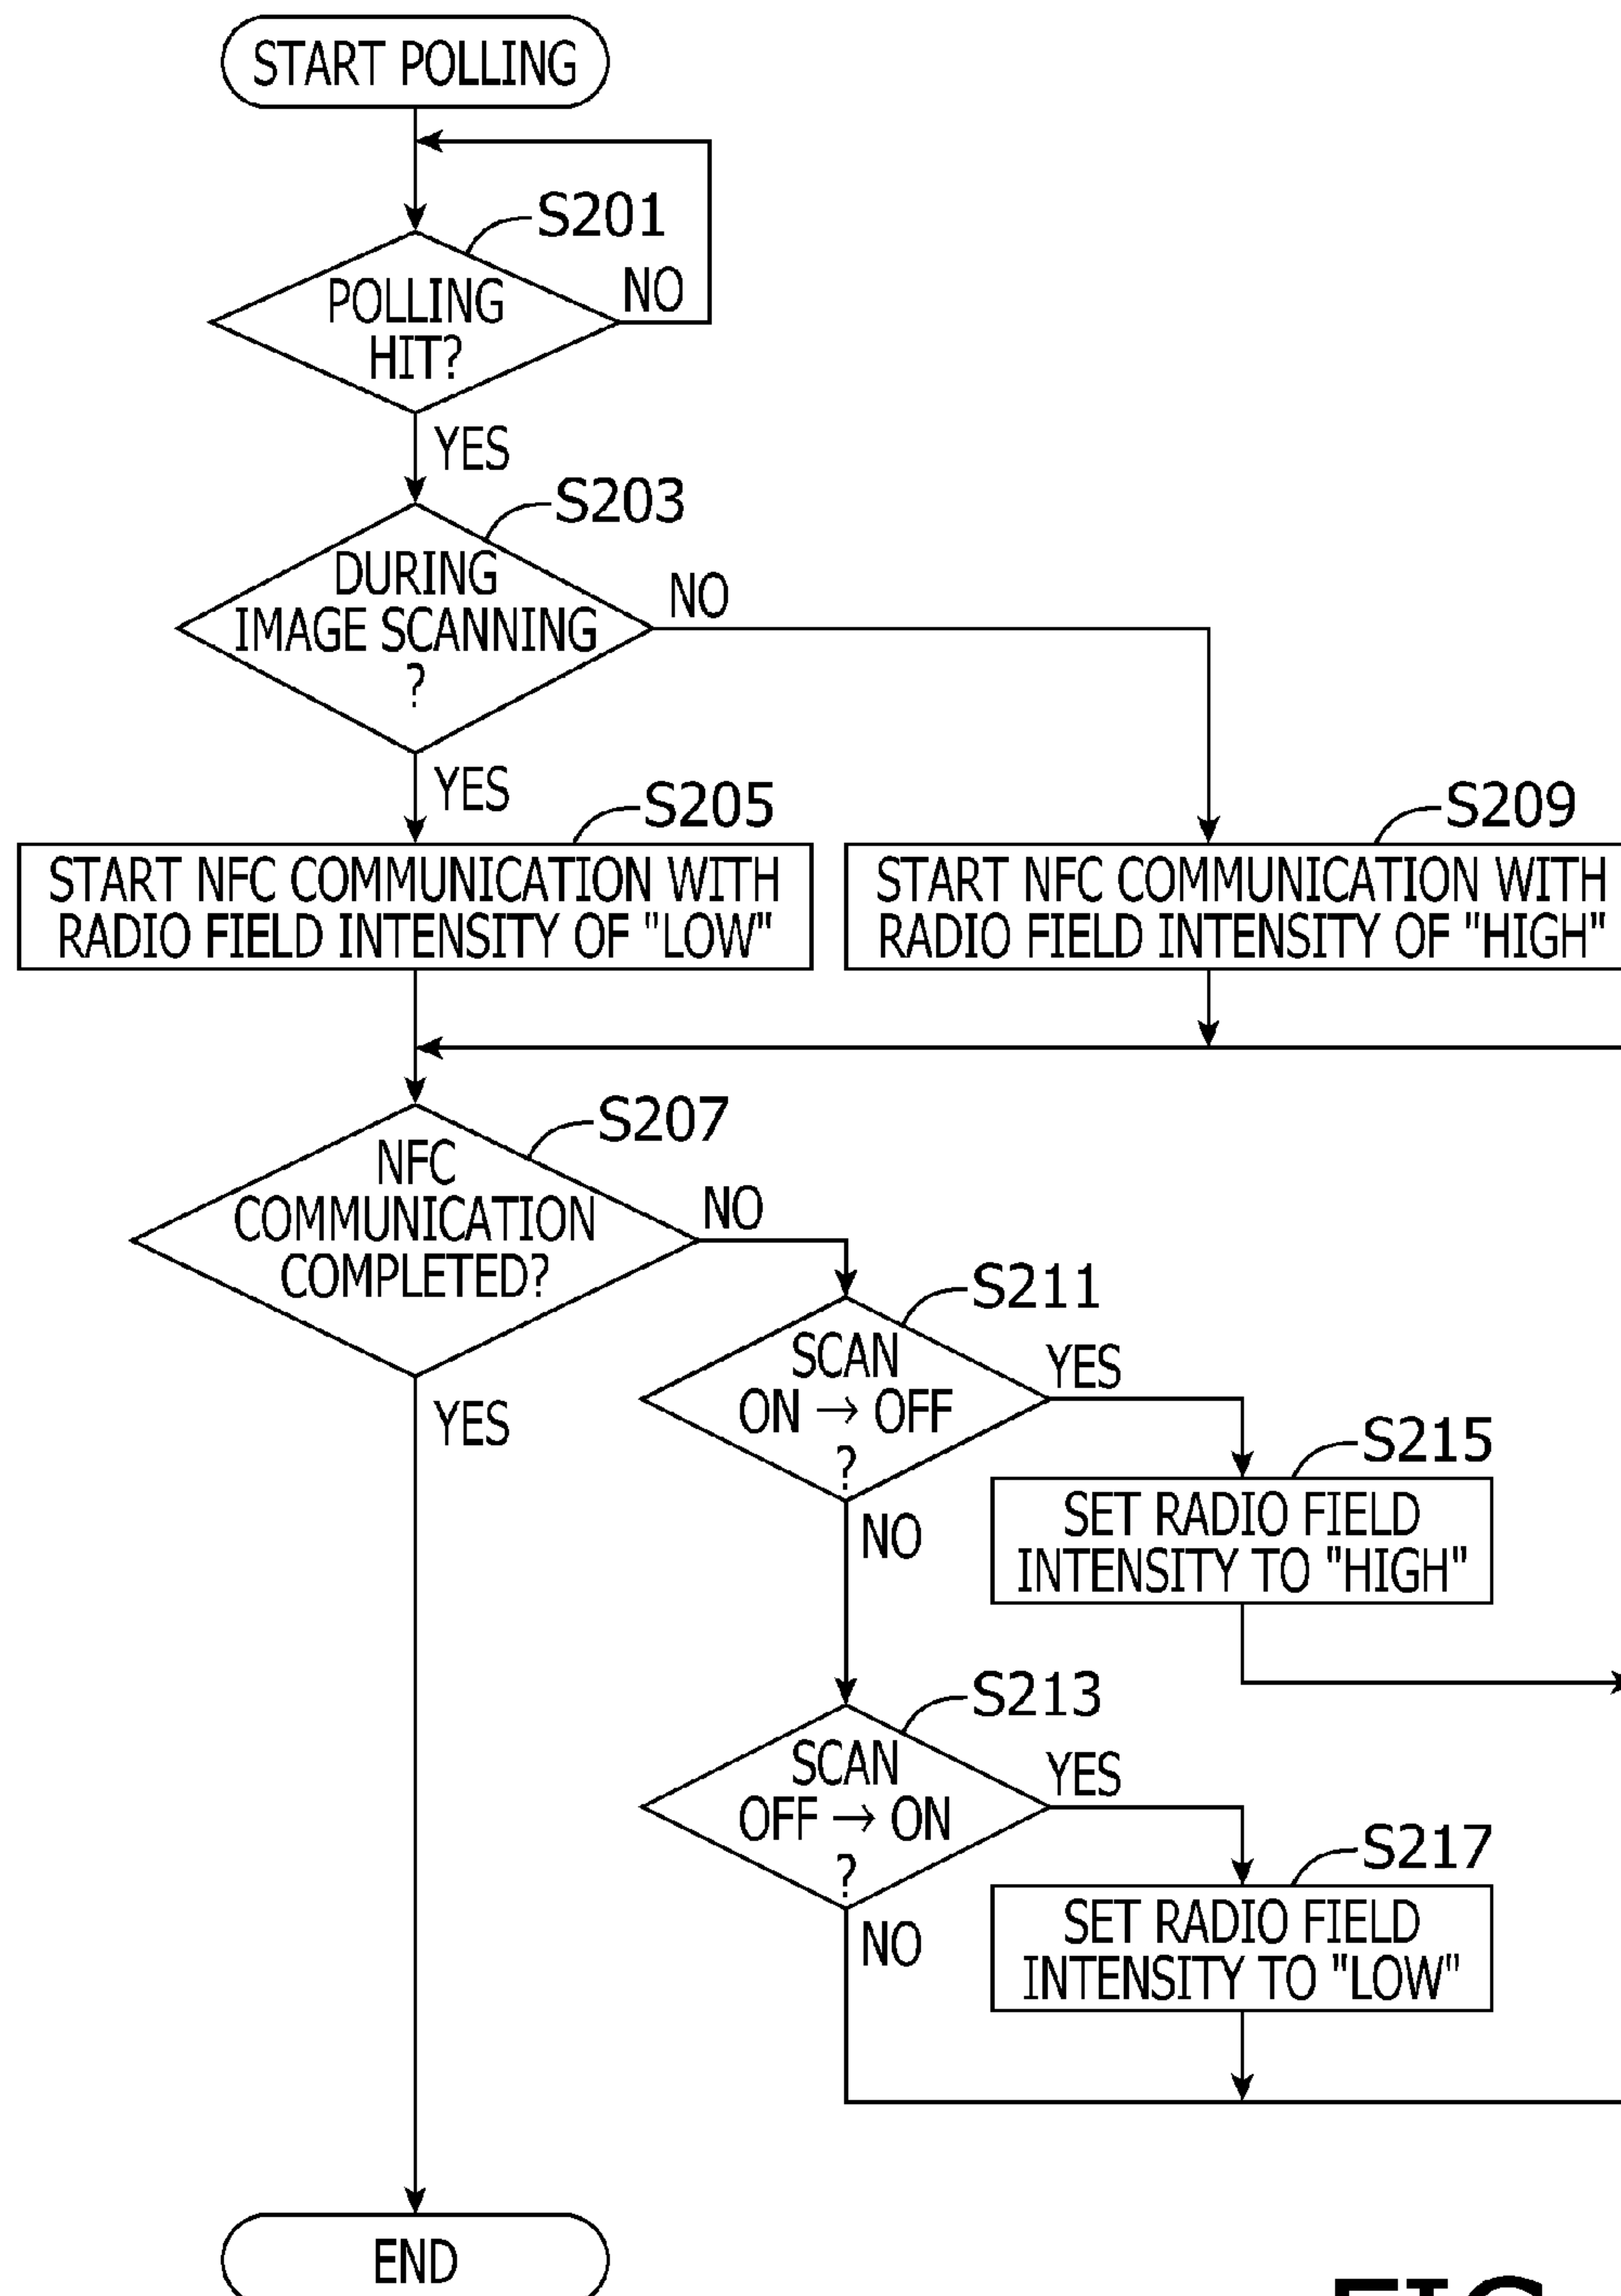 START POLLING
S201
POLLING
HIT?
NO
YES
S203
DURING
IMAGE SCANNING
?
NO
YES
S205
START NFC COMMUNICATION WITH
RADIO FIELD INTENSITY OF "LOW"
S209
START NFC COMMUNICATION WITH
RADIO FIELD INTENSITY OF "HIGH"
S207
NFC
COMMUNICATION
COMPLETED?
NO
YES
S211
SCAN
ON → OFF
?
YES
NO
S215
SET RADIO FIELD
INTENSITY TO "HIGH"
S213
SCAN
OFF → ON
?
YES
NO
S217
SET RADIO FIELD
INTENSITY TO "LOW"
END